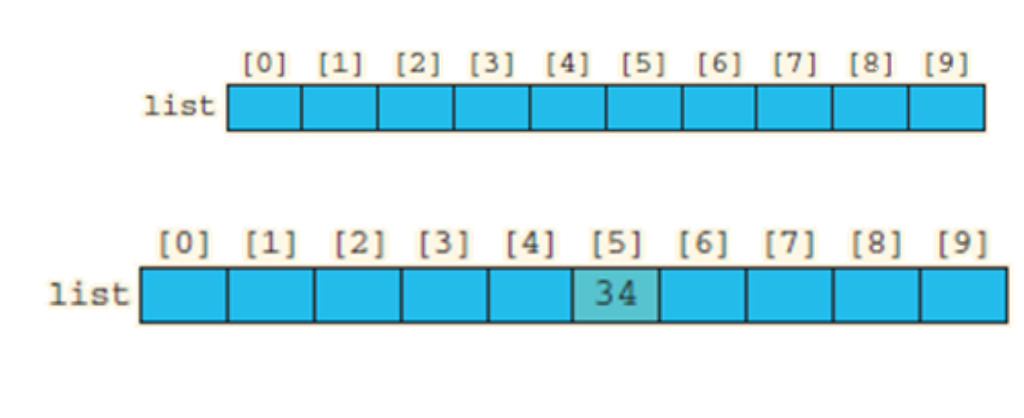 [0] [1] [2] [3] [4] [5] [6] [7] [8] [9]
list
[0] [1] [2] [3] [4] [5] [6] [7] [8] [9]
list 34